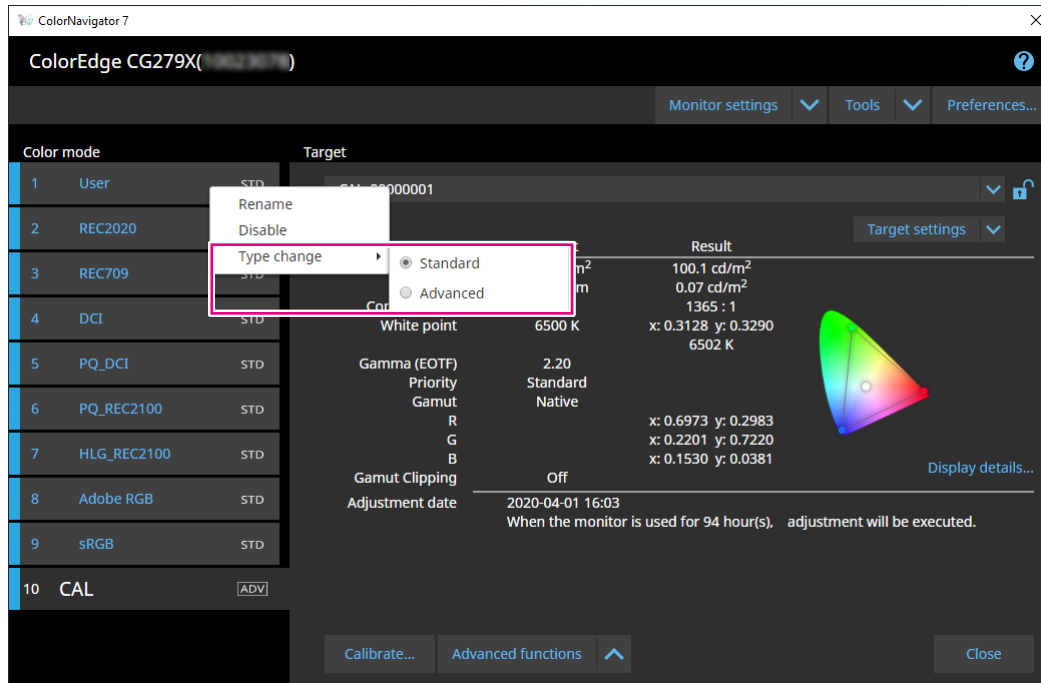 ColorNavigator 7
ColorEdge CG279X( )
Monitor settings Tools Preferences...
Color mode
Target
1 User STD
2 REC2020
3 REC709 STD
4 DCI STD
5 PQ_DCI STD
6 PQ_REC2100 STD
7 HLG_REC2100 STD
8 Adobe RGB STD
9 sRGB STD
10 CAL ADV
Rename
Disable
Type change
Standard
Advanced
CAL 00000001
Target settings
Result
100.1 cd/m²
0.07 cd/m²
1365 : 1
White point 6500 K x: 0.3128 y: 0.3290
6502 K
Gamma (EOTF) 2.20
Priority Standard
Gamut Native
R x: 0.6973 y: 0.2983
G x: 0.2201 y: 0.7220
B x: 0.1530 y: 0.0381
Gamut Clipping Off
Display details...
Adjustment date 2020-04-01 16:03
When the monitor is used for 94 hour(s), adjustment will be executed.
Calibrate... Advanced functions Close